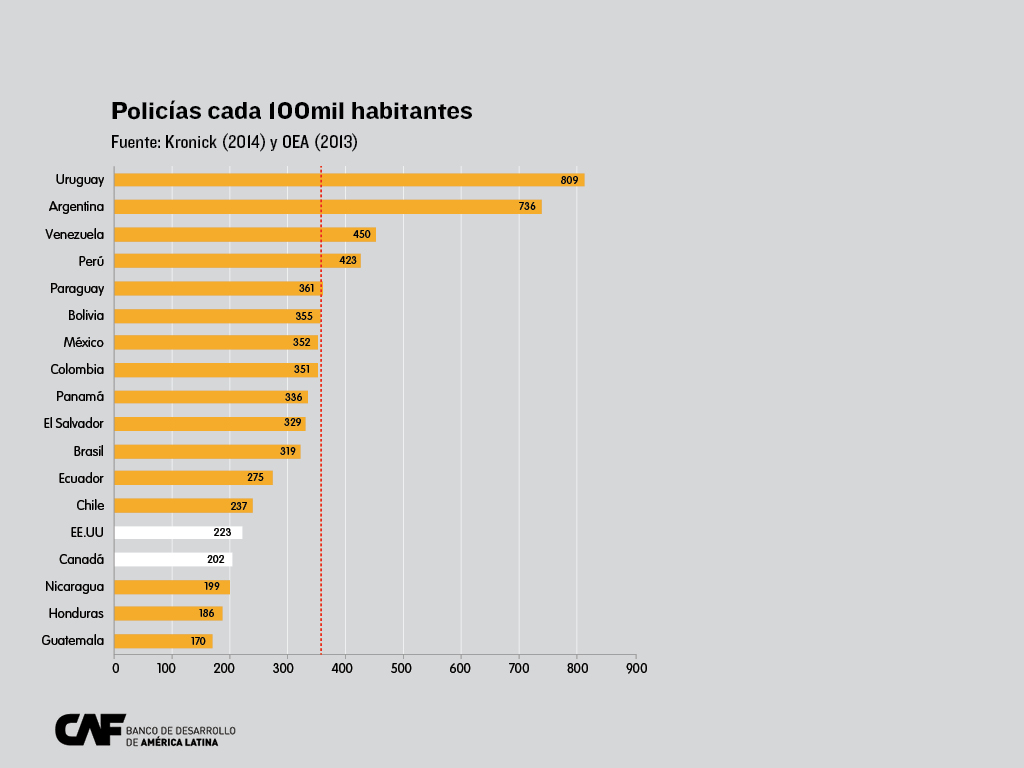 Policías cada 100mil habitantes
Fuente: Kronick (2014) y OEA (2013)
Uruguay 809
Argentina 736
Venezuela 450
Perú 423
Paraguay 361
Bolivia 355
México 352
Colombia 351
Panamá 336
El Salvador 329
Brasil 319
Ecuador 275
Chile 237
EE.UU 223
Canadá 202
Nicaragua 199
Honduras 186
Guatemala 170
0 100 200 300 400 500 600 700 800 900
CAF BANCO DE DESARROLLO
DE AMÉRICA LATINA